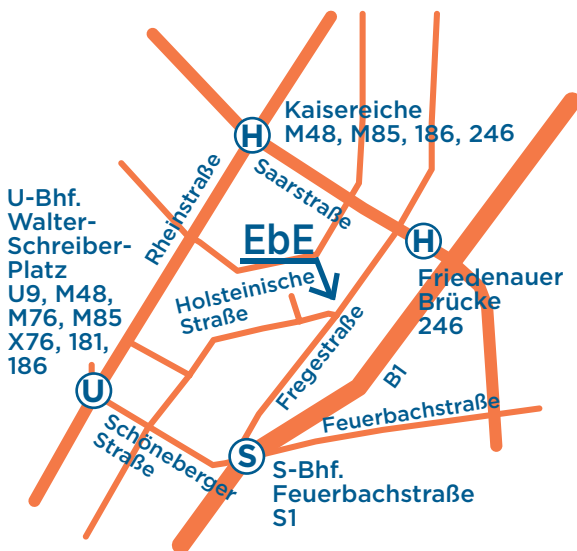 H
Kaisereiche
M48, M85, 186, 246
Saarstraße
Rheinstraße
U-Bhf.
Walter-
Schreiber-
Platz
U9, M48,
M76, M85
X76, 181,
186
EbE
H
Friedenauer
Brücke
246
Holsteinische
Straße
Fregestraße
B1
Feuerbachstraße
U
Schöneberger
Straße
S
S-Bhf.
Feuerbachstraße
S1